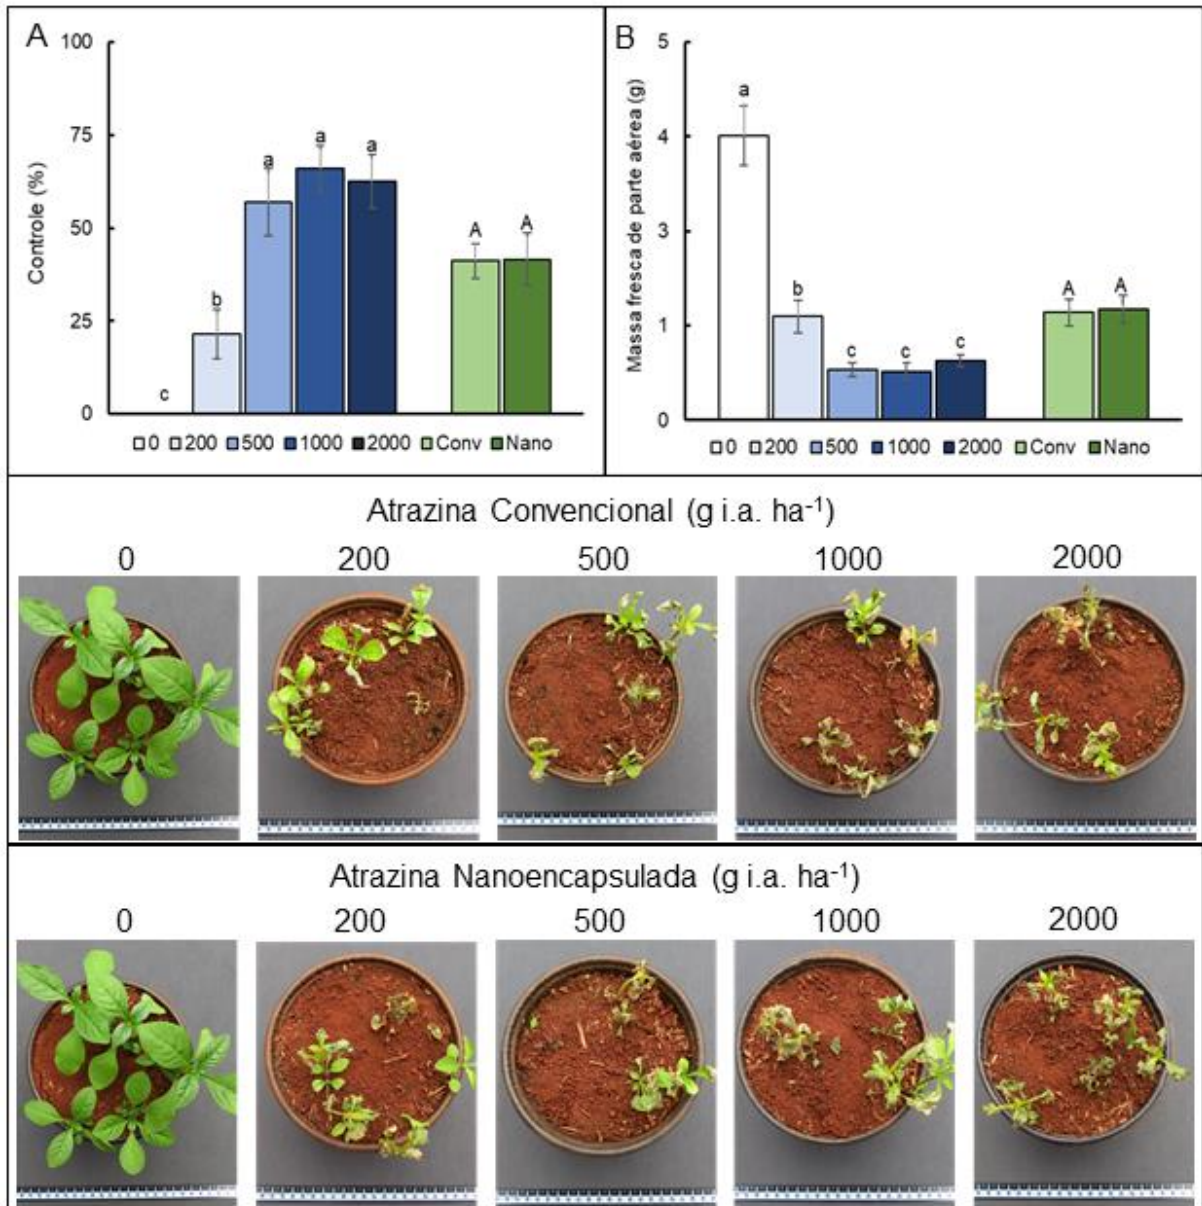 A
Controle (%)
100
75
50
25
0
c
b
a
a
a
A
A
0 200 500 1000 2000 Conv Nano
B
Massa fresca de parte aérea (g)
5
4
3
1
0
a
b
c
c
c
A
A
0 200 500 1000 2000 Conv Nano
Atrazina Convencional (g i.a. ha⁻¹)
0 200 500 1000 2000
Atrazina Nanoencapsulada (g i.a. ha⁻¹)
0 200 500 1000 2000